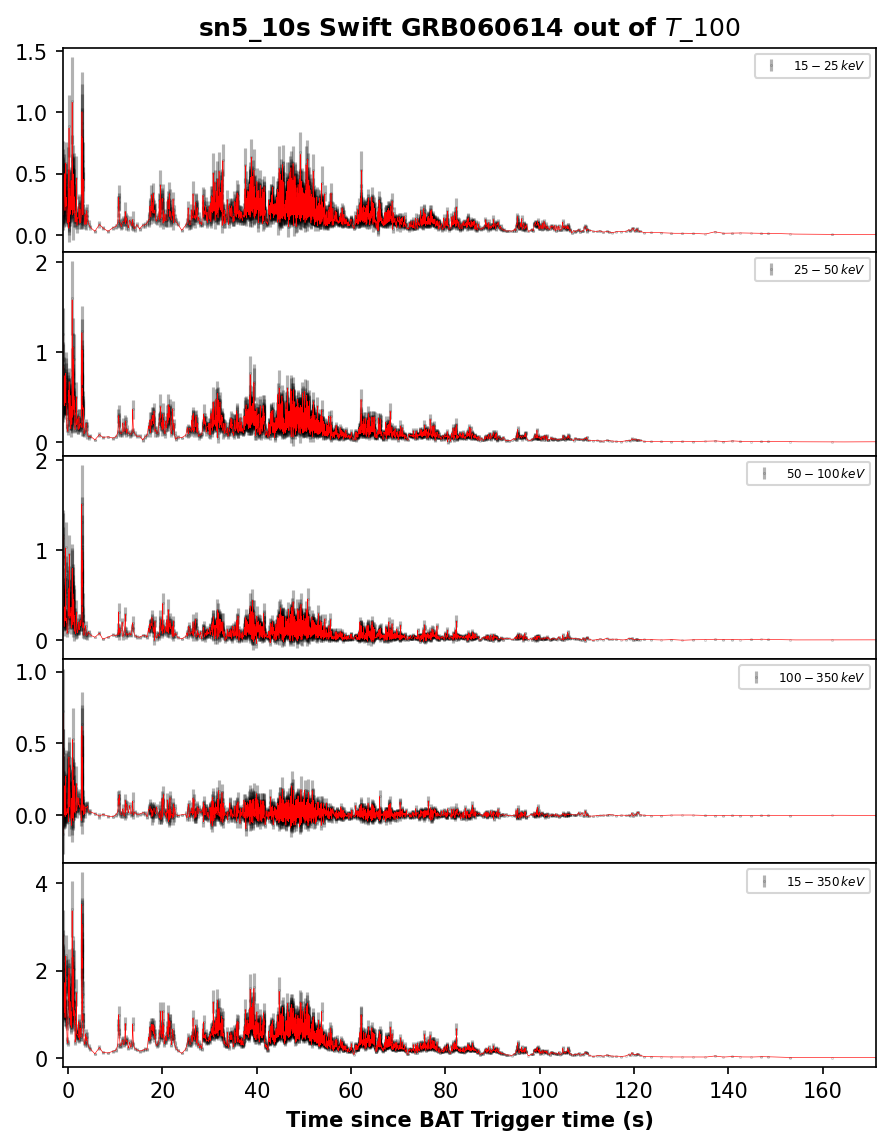 sn5_10s Swift GRB060614 out of T_100
1.5
1.0
0.5
0.0
15 − 25 keV
2
1
0
25 − 50 keV
2
1
0
50 − 100 keV
1.0
0.5
0.0
100 − 350 keV
4
2
0
15 − 350 keV
0 20 40 60 80 100 120 140 160
Time since BAT Trigger time (s)